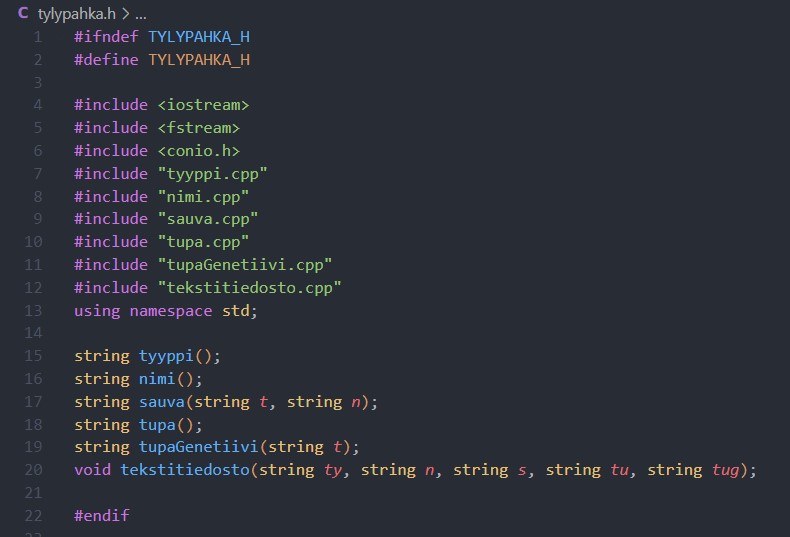 C tylypahka.h > ...
1 #ifndef TYLYPAHKA_H
2 #define TYLYPAHKA_H
3
4 #include <iostream>
5 #include <fstream>
6 #include <conio.h>
7 #include "tyyppi.cpp"
8 #include "nimi.cpp"
9 #include "sauva.cpp"
10 #include "tupa.cpp"
11 #include "tupaGenetiivi.cpp"
12 #include "tekstitiedosto.cpp"
13 using namespace std;
14
15 string tyyppi();
16 string nimi();
17 string sauva(string t, string n);
18 string tupa();
19 string tupaGenetiivi(string t);
20 void tekstitiedosto(string ty, string n, string s, string tu, string tug);
21
22 #endif
23